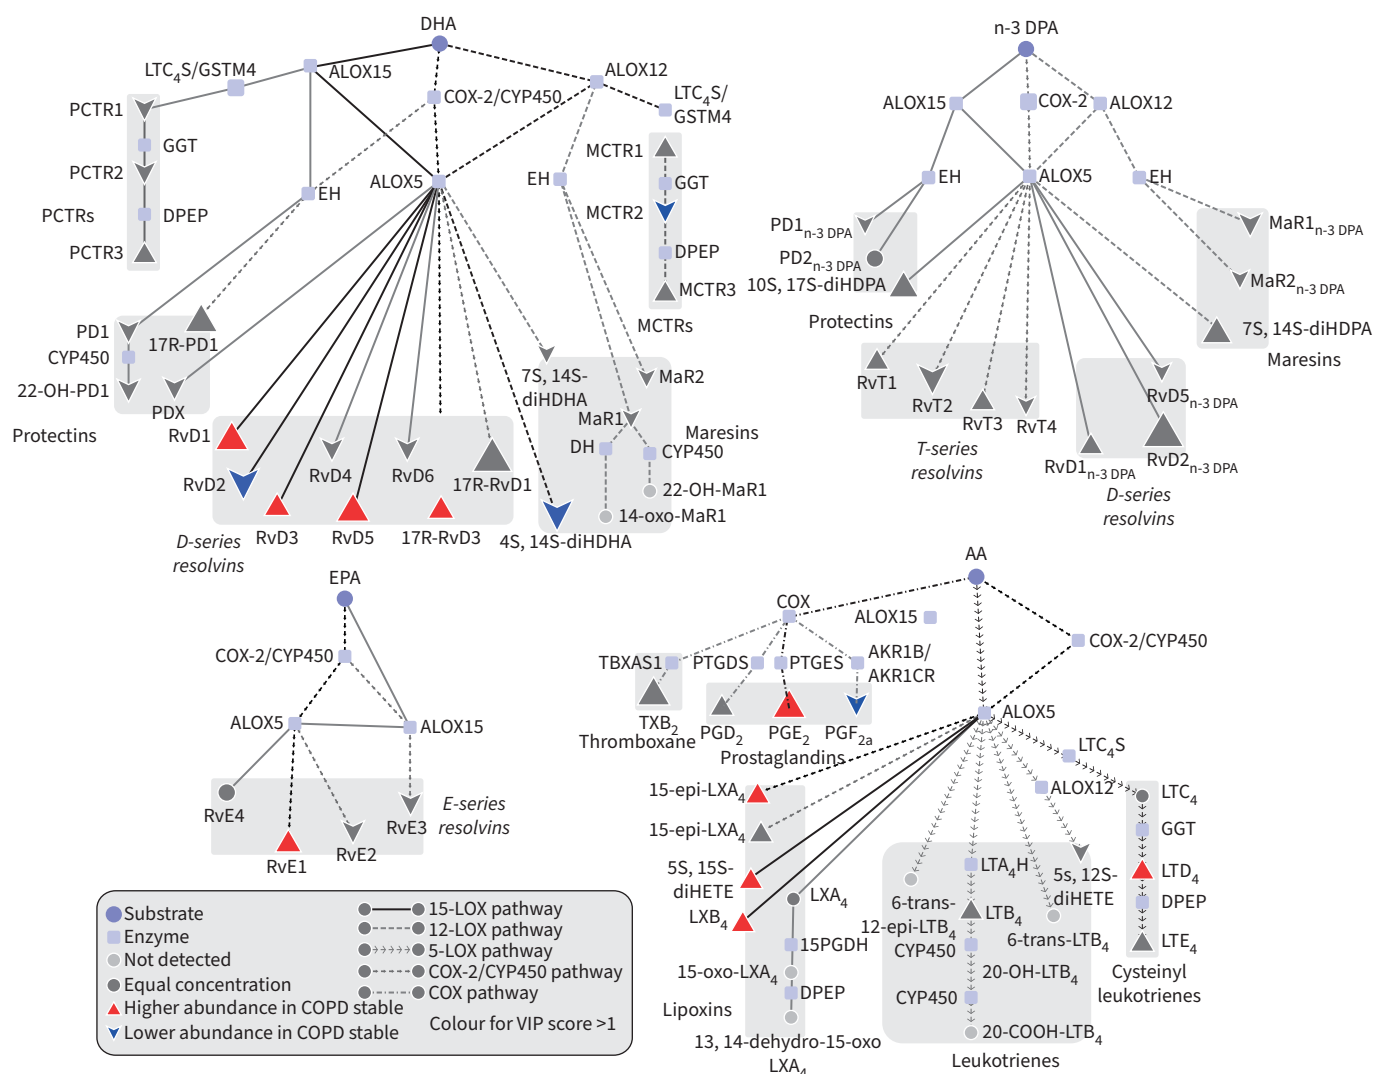 DHA
LTC4S/GSTM4
ALOX15
ALOX12
COX-2/CYP450
LTC4S/
GSTM4
PCTR1
GGT
PCTR2
PCTRs
DPEP
PCTR3
EH
ALOX5
EH
MCTR1
GGT
MCTR2
DPEP
MCTR3
MCTRs
PD1
17R-PD1
CYP450
22-OH-PD1
PDX
Protectins
7S, 14S-
diHDHA
MaR2
MaR1
Maresins
DH
CYP450
22-OH-MaR1
14-oxo-MaR1
RvD1
RvD2
RvD4
RvD6
17R-RvD1
RvD3
RvD5
17R-RvD3
4S, 14S-diHDHA
D-series
resolvins
n-3 DPA
ALOX15
COX-2
ALOX12
EH
ALOX5
EH
PD1n-3 DPA
PD2n-3 DPA
10S, 17S-diHDPA
Protectins
MaR1n-3 DPA
MaR2n-3 DPA
7S, 14S-diHDPA
Maresins
RvT1
RvT2
RvT3
RvT4
T-series
resolvins
RvD5n-3 DPA
RvD1n-3 DPA
RvD2n-3 DPA
D-series
resolvins
EPA
COX-2/CYP450
ALOX5
ALOX15
RvE4
RvE1
RvE2
RvE3
E-series
resolvins
AA
COX
ALOX15
COX-2/CYP450
TBXAS1
PTGDS
PTGES
AKR1B/
AKR1CR
TXB2
Thromboxane
PGD2
PGE2
PGF2a
Prostaglandins
ALOX5
LTC4S
ALOX12
15-epi-LXA4
15-epi-LXA4
5S, 15S-
diHETE
LXB4
LXA4
15PGDH
15-oxo-LXA4
DPEP
Lipoxins
13, 14-dehydro-15-oxo
LXA4
LTA4H
6-trans-
12-epi-LTB4
LTB4
5s, 12S-
diHETE
6-trans-LTB4
CYP450
20-OH-LTB4
CYP450
20-COOH-LTB4
Leukotrienes
LTC4
GGT
LTD4
DPEP
LTE4
Cysteinyl
leukotrienes
Substrate
Enzyme
Not detected
Equal concentration
Higher abundance in COPD stable
Lower abundance in COPD stable
15-LOX pathway
12-LOX pathway
5-LOX pathway
COX-2/CYP450 pathway
COX pathway
Colour for VIP score >1